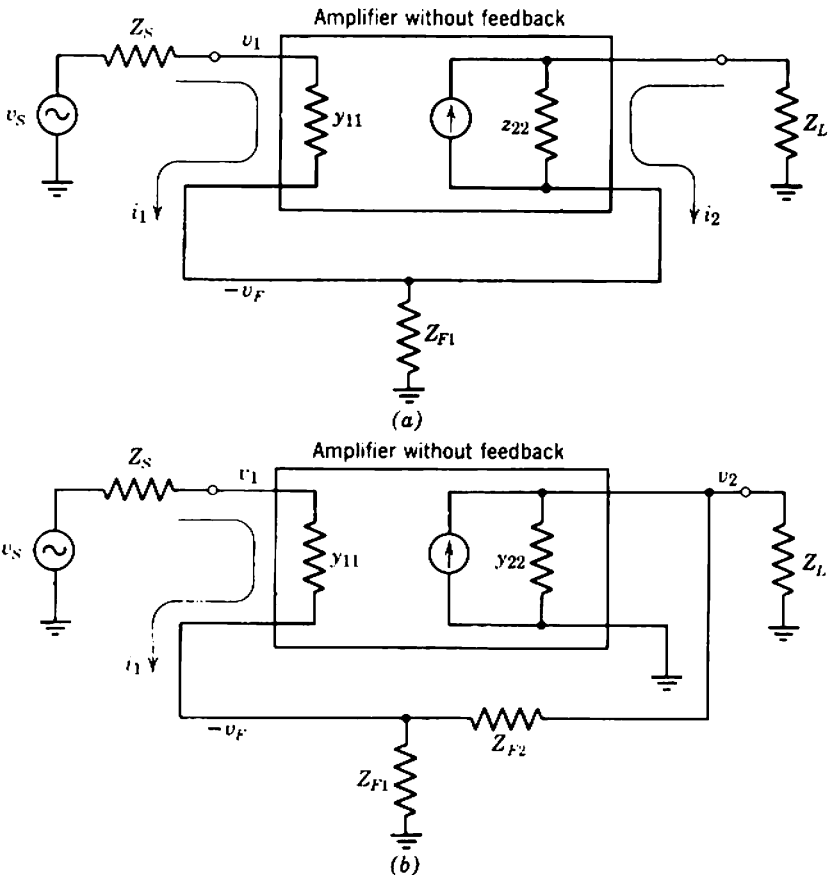 Amplifier without feedback
Z_S
v_1
v_S
y_11
z_22
Z_L
i_1
i_2
−v_F
Z_F1
(a)
Amplifier without feedback
Z_S
v_1
v_2
v_S
y_11
y_22
Z_L
i_1
−v_F
Z_F2
Z_F1
(b)